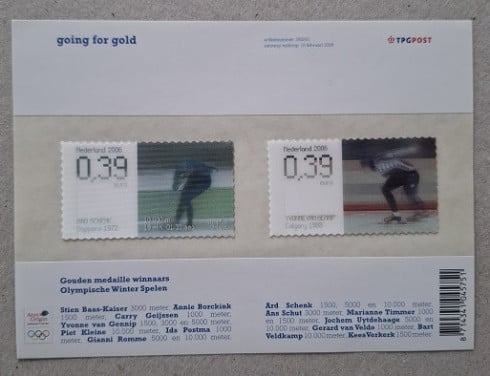 going for gold
TPGPOST
Nederland 2006
0,39
euro
ARD SCHENK
Sapporo 1972
Nederland 2006
0,39
euro
YVONNE VAN GENNIP
Calgary 1988
Gouden medaille winnaars
Olympische Winter Spelen
Stien Baas-Kaiser 3000 meter, Annie Borckink
1500 meter, Carry Geijssen 1000 meter,
Yvonne van Gennip 1500, 3000 en 5000 meter,
Piet Kleine 10.000 meter, Ids Postma 1000
meter, Gianni Romme 5000 en 10.000 meter,
Ard Schenk 1500, 5000 en 10.000 meter,
Ans Schut 3000 meter, Marianne Timmer 1000
en 1500 meter, Jochem Uytdehaage 5000
en 10.000 meter, Gerard van Velde 1000 meter, Bart
Veldkamp 10.000 meter, Kees Verkerk 1500 meter
8714341045751